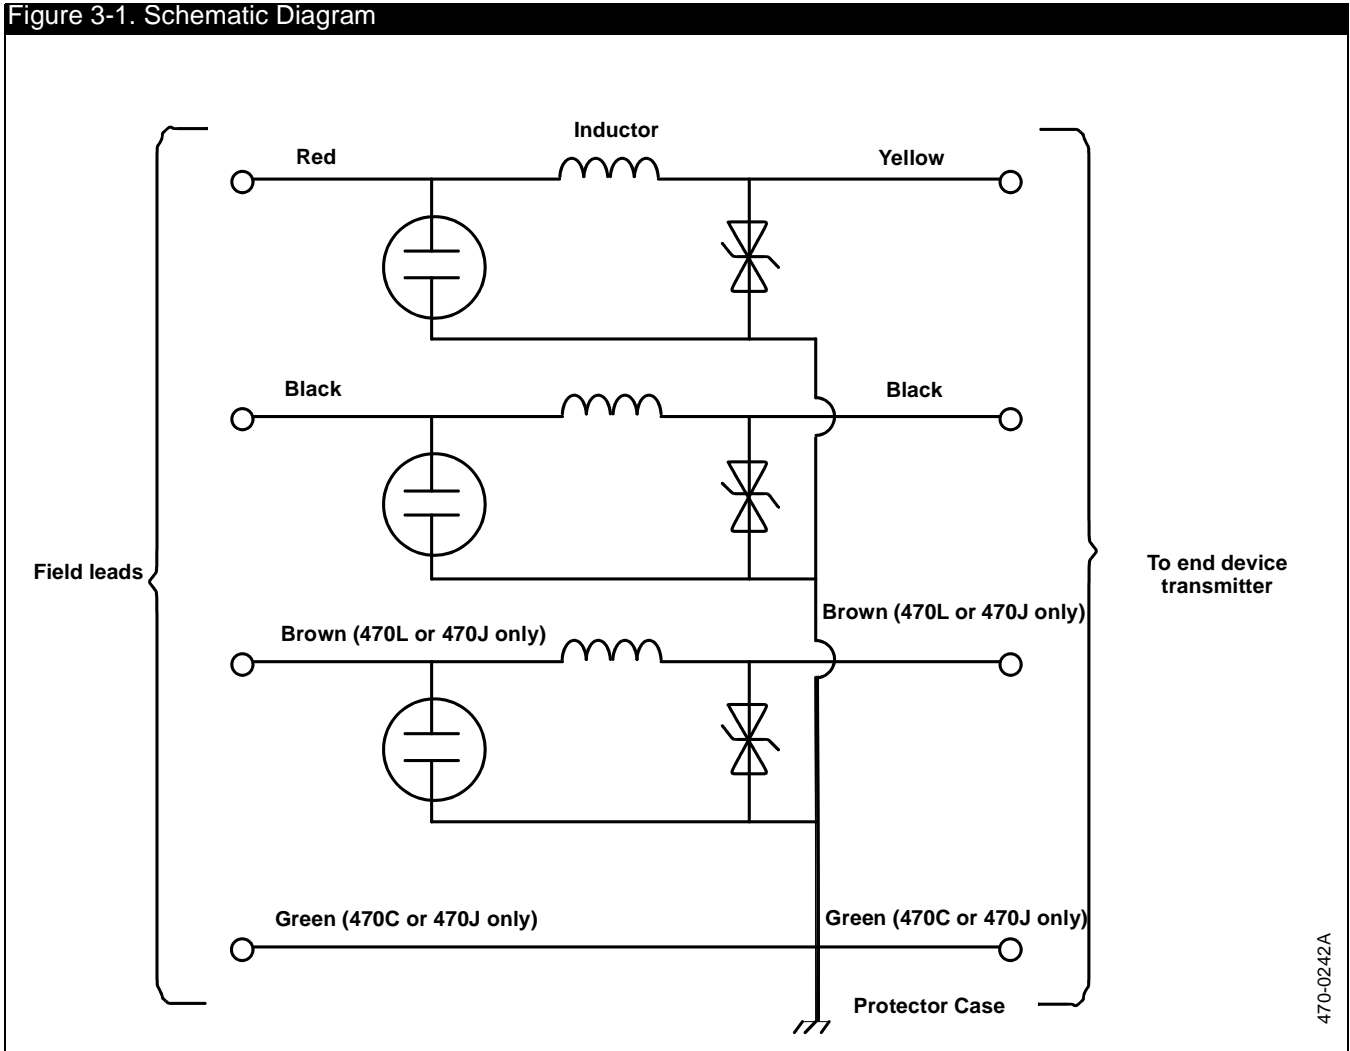 Figure 3-1. Schematic Diagram
Inductor
Red
Yellow
Black
Black
Field leads
To end device
transmitter
Brown (470L or 470J only)
Brown (470L or 470J only)
Green (470C or 470J only)
Green (470C or 470J only)
Protector Case
470-0242A